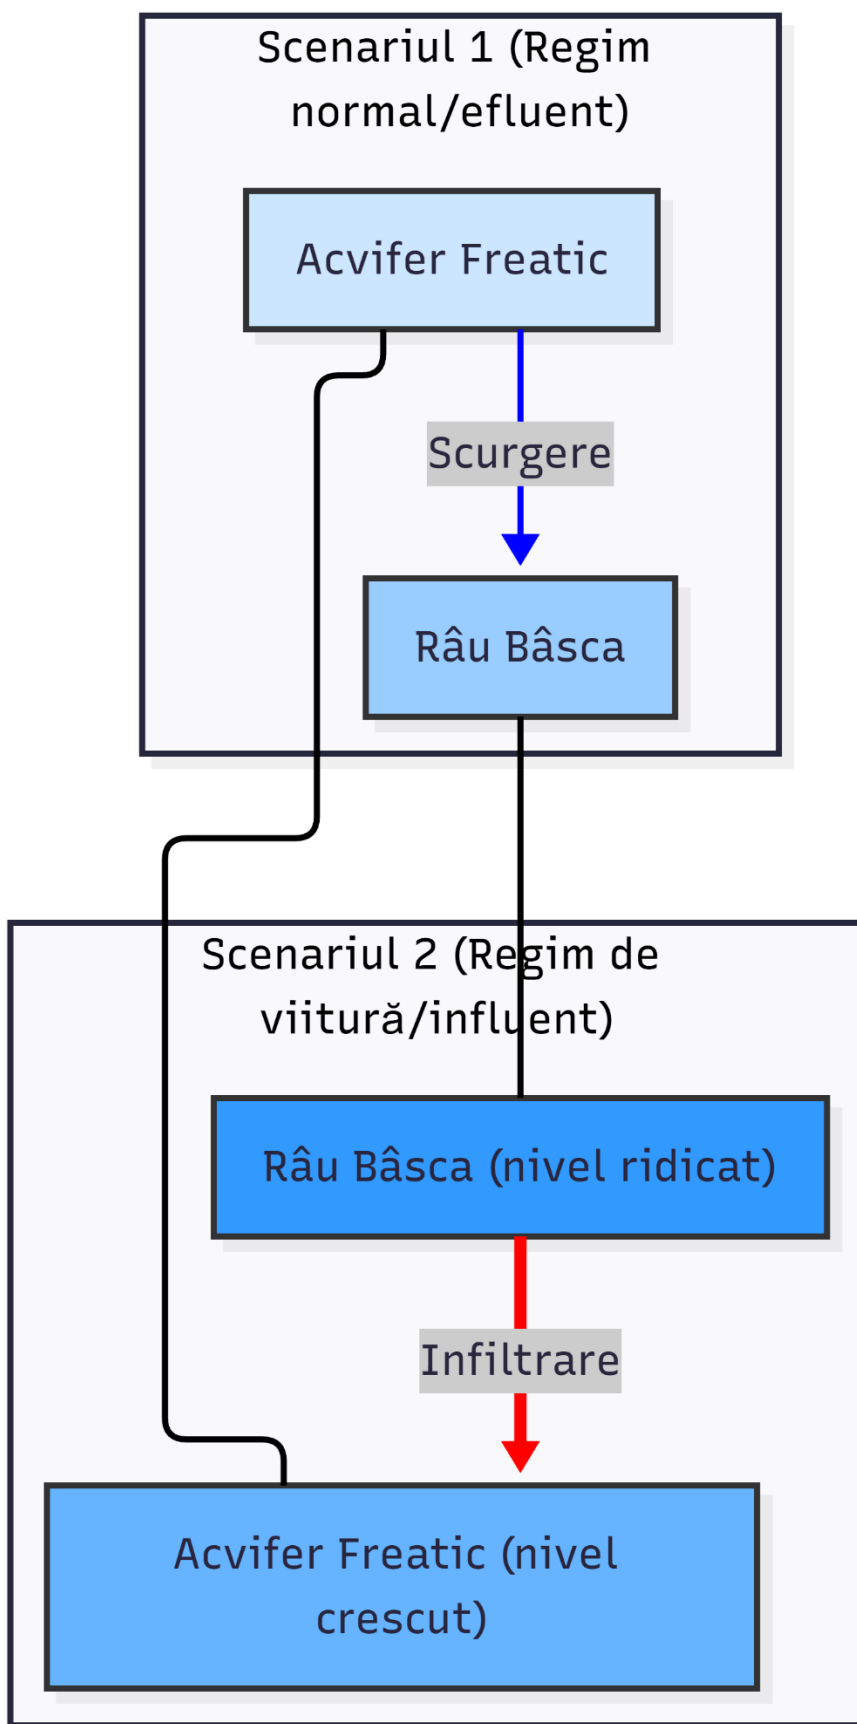 Scenariul 1 (Regim
normal/efluent)
Acvifer Freatic
Scurgere
Râu Bâsca
Scenariul 2 (Regim de
viitură/influent)
Râu Bâsca (nivel ridicat)
Infiltrare
Acvifer Freatic (nivel
crescut)